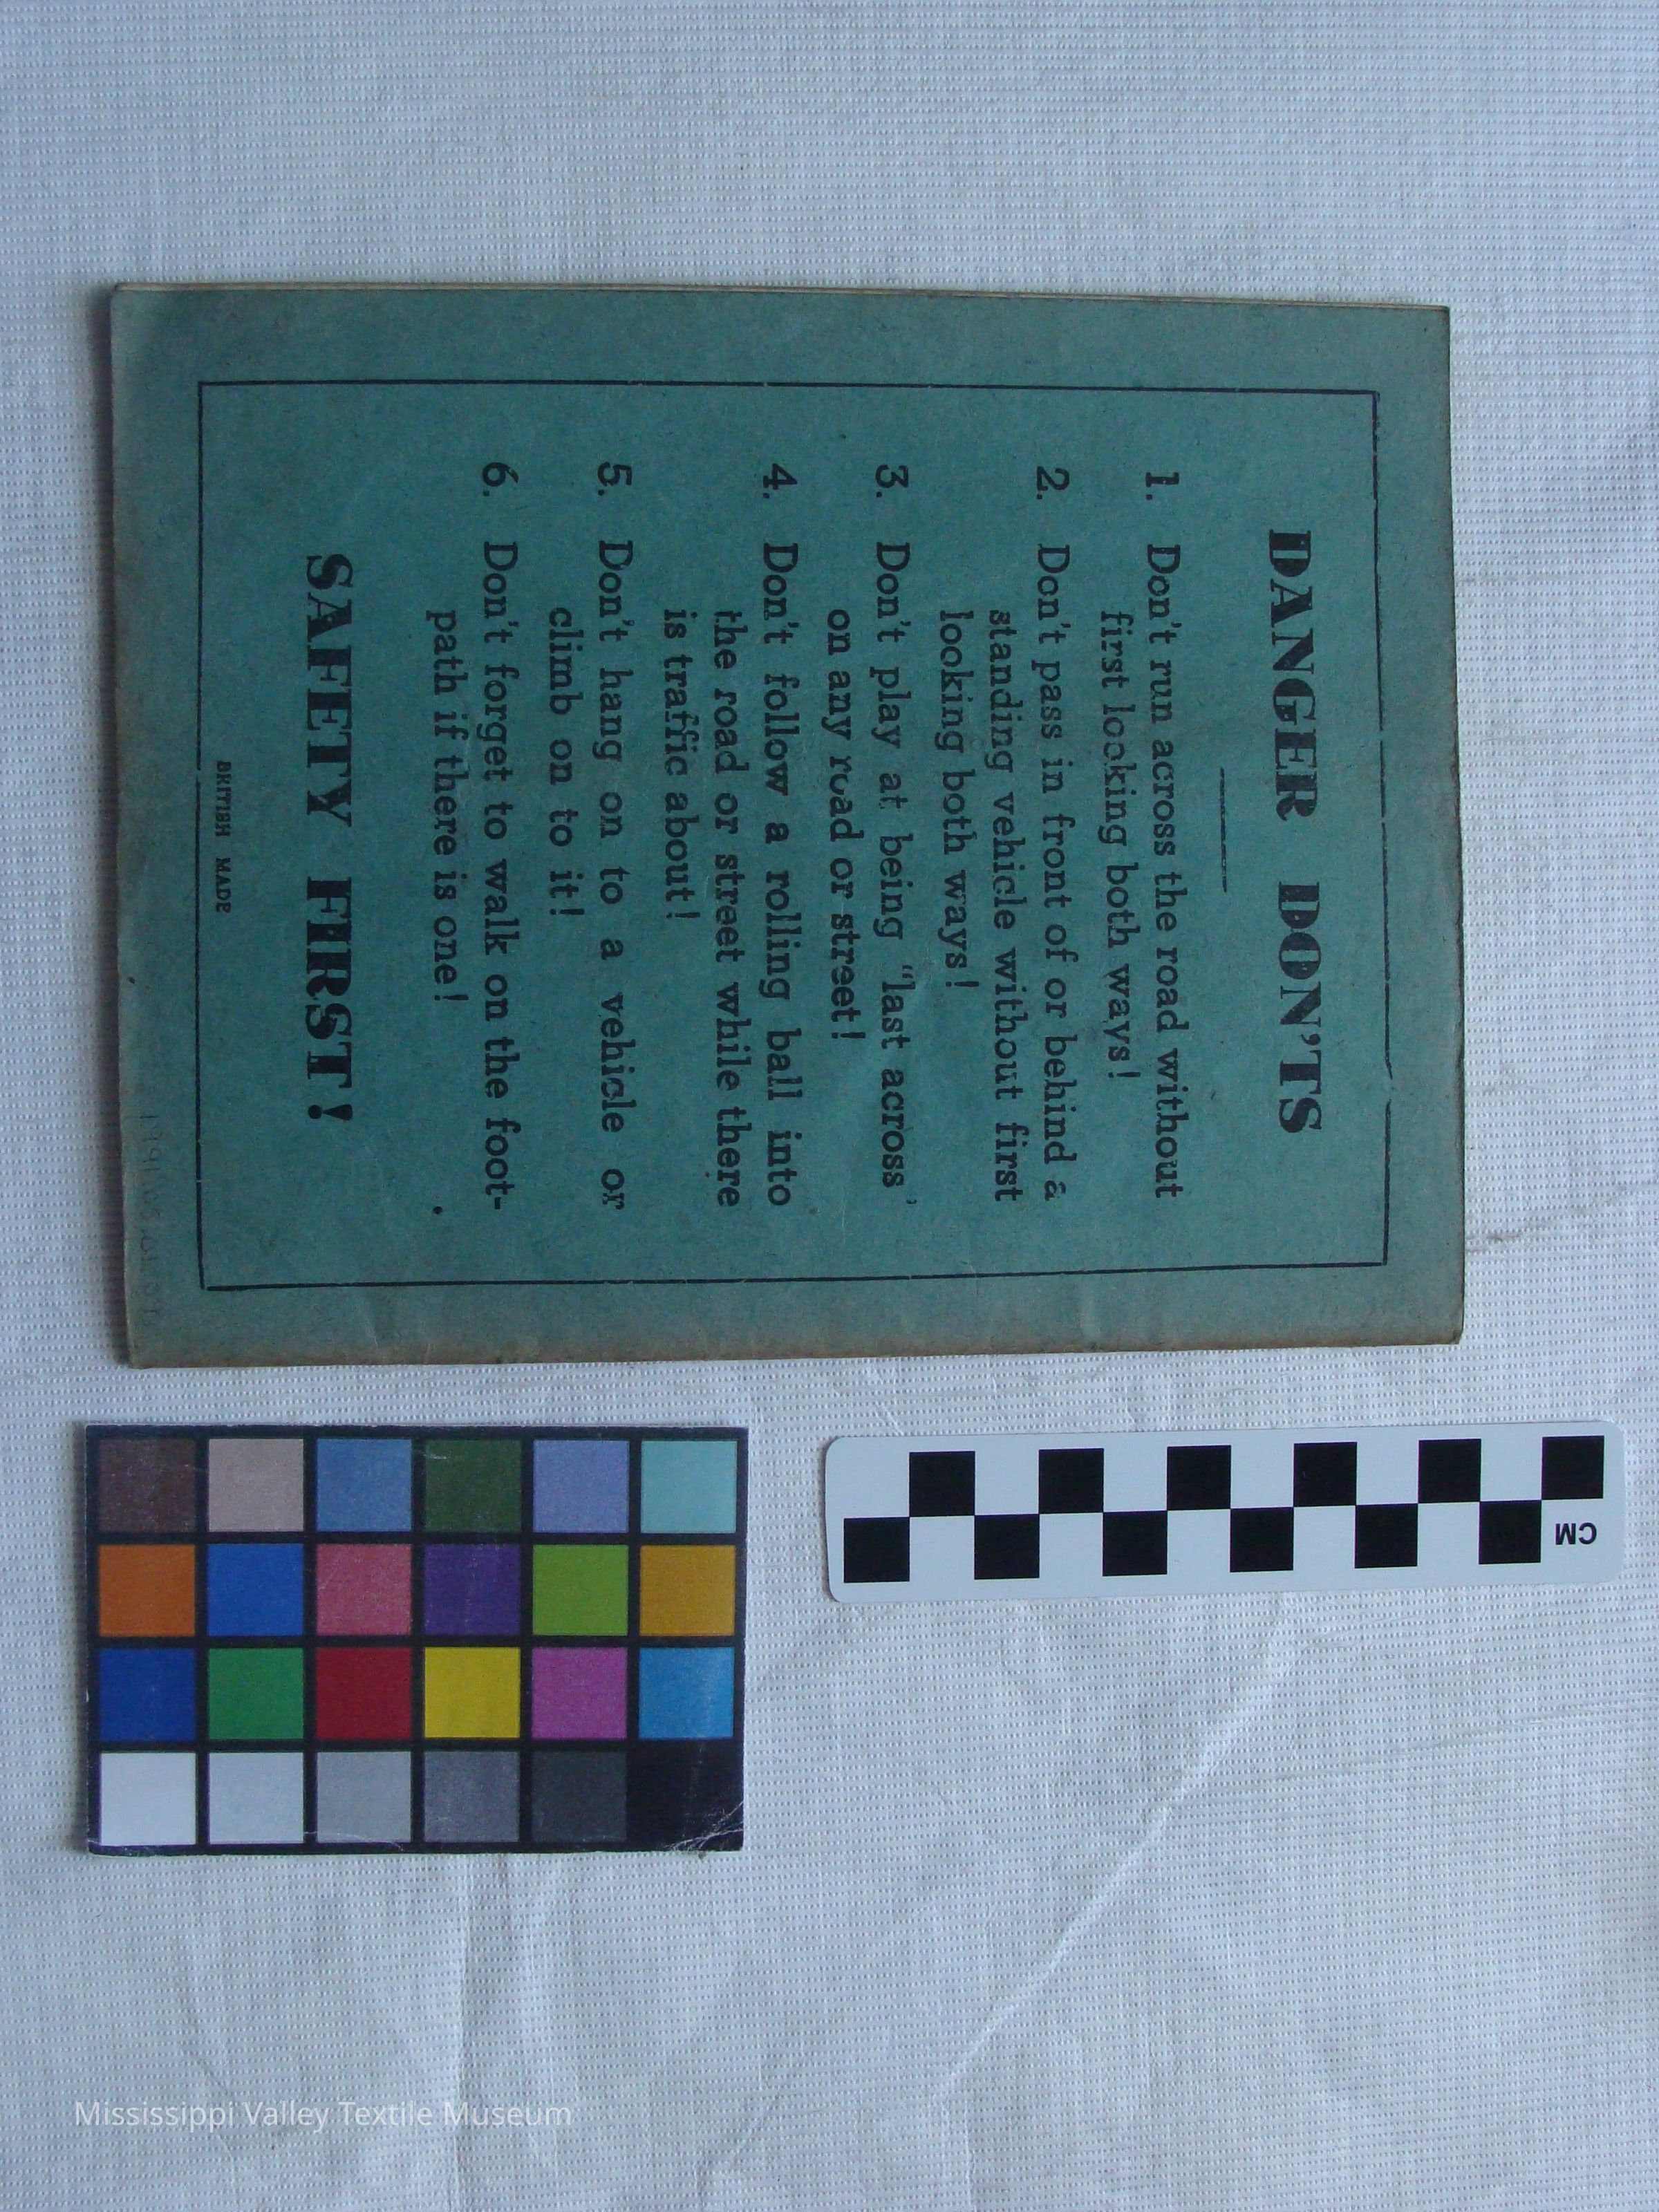 DANGER DON'TS
1. Don't run across the road without
first looking both ways!
2. Don't pass in front of or behind a
standing vehicle without first
looking both ways!
3. Don't play at being "last across'
on any road or street!
4. Don't follow a rolling ball into
the road or street while there
is traffic about!
5. Don't hang on to a vehicle or
climb on to it!
6. Don't forget to walk on the foot-
path if there is one!
SAFETY FIRST!
BRITISH MADE
CM
Mississippi Valley Textile Museum